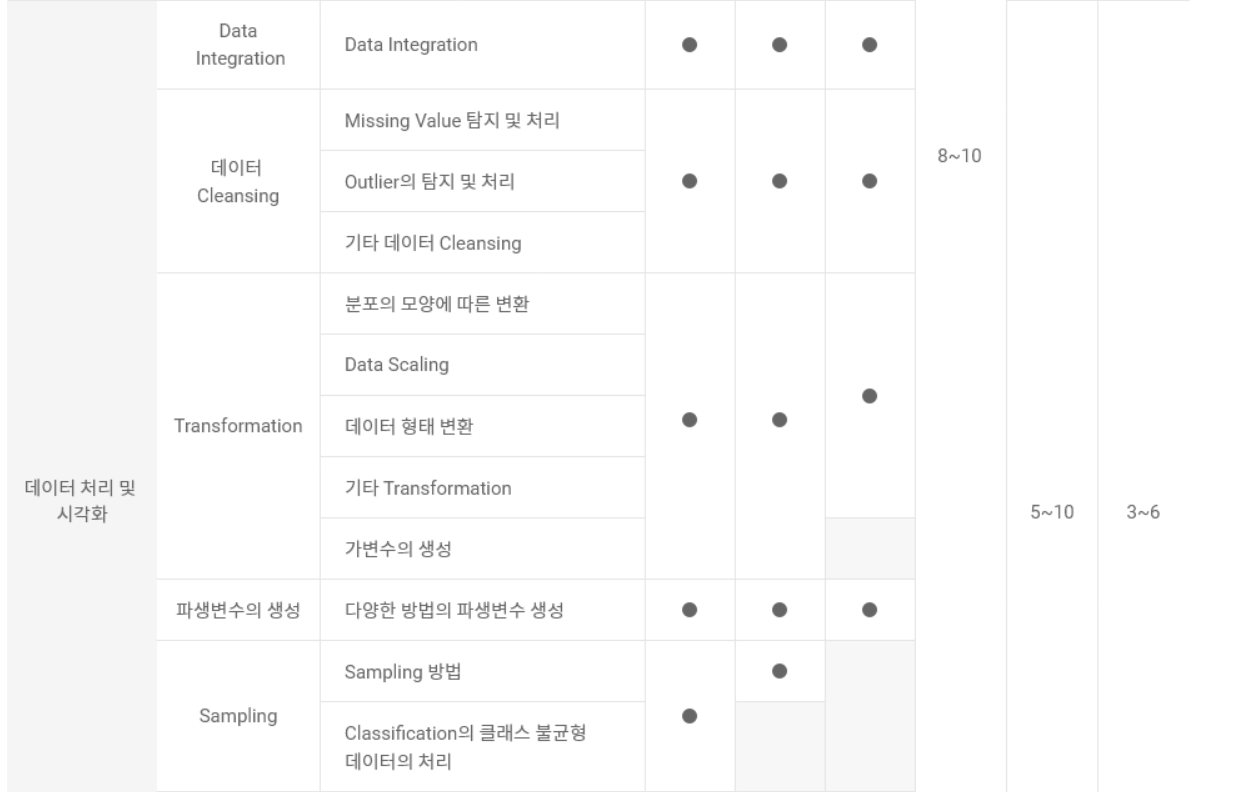 데이터 처리 및
시각화
Data
Integration
Data Integration
● ● ●
8~10
5~10
3~6
데이터
Cleansing
Missing Value 탐지 및 처리
Outlier의 탐지 및 처리
● ● ●
기타 데이터 Cleansing
Transformation
분포의 모양에 따른 변환
Data Scaling
데이터 형태 변환
● ● ●
기타 Transformation
가변수의 생성
파생변수의 생성
다양한 방법의 파생변수 생성
● ● ●
Sampling
Sampling 방법
● ●
Classification의 클래스 불균형
데이터의 처리